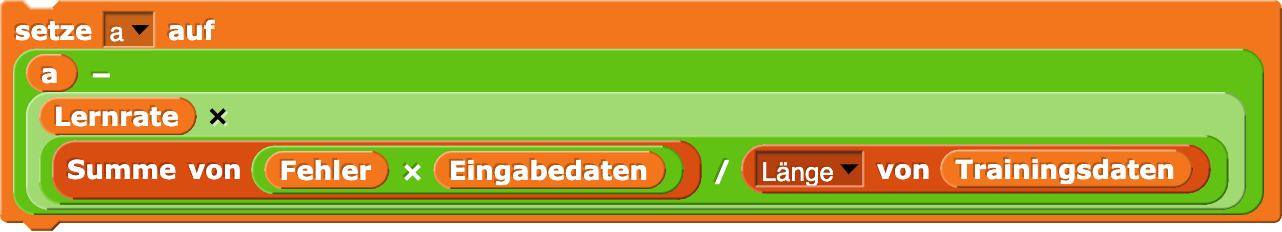 setze a auf
a −
Lernrate ×
Summe von Fehler × Eingabedaten / Länge von Trainingsdaten